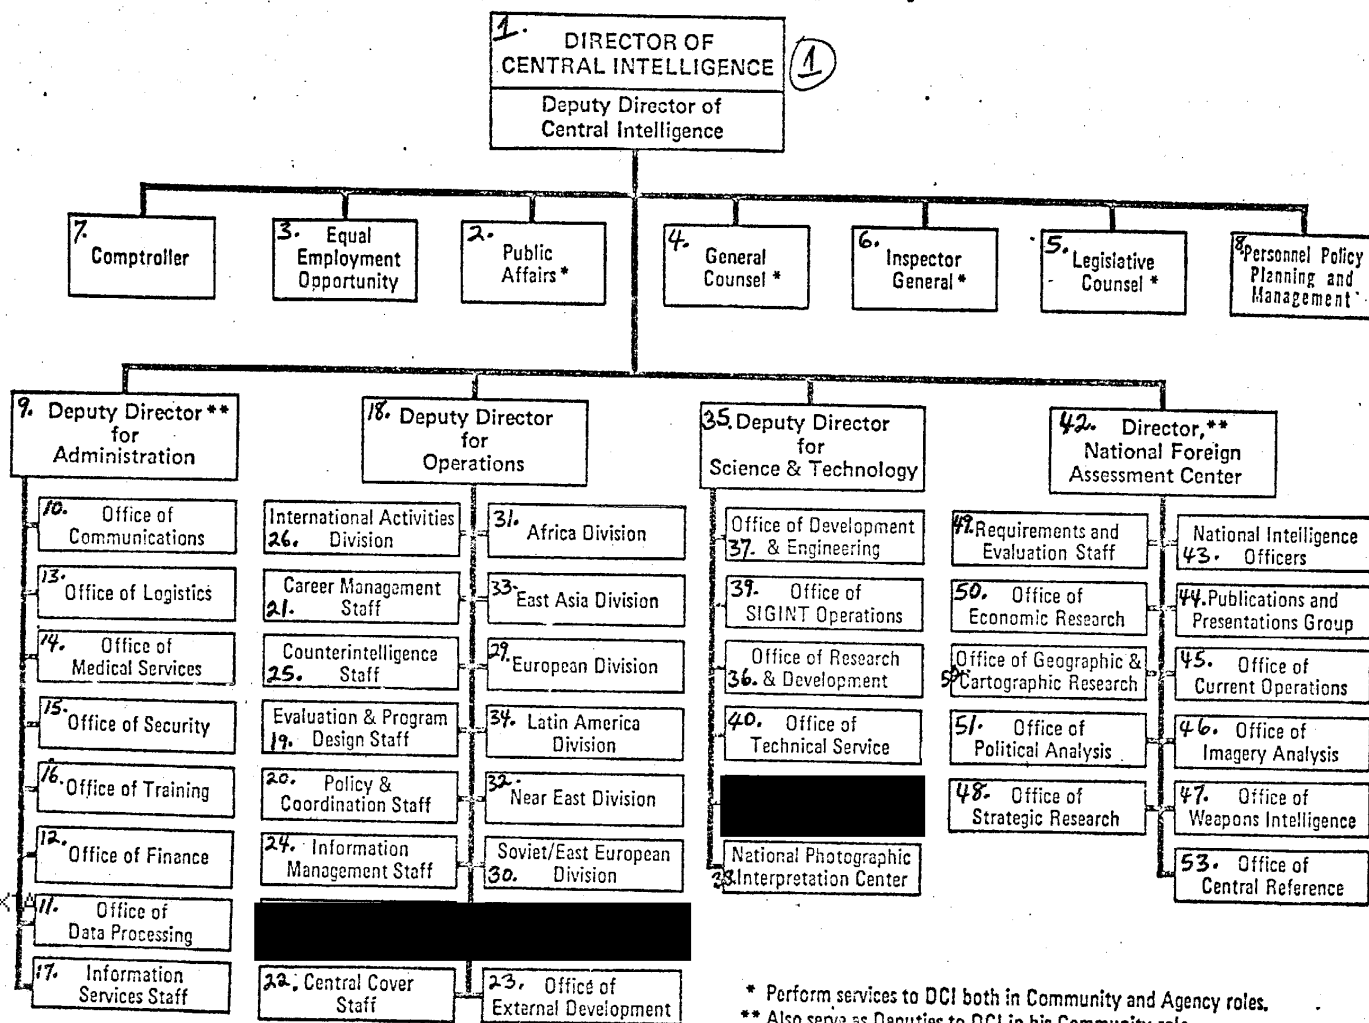 1.
DIRECTOR OF
CENTRAL INTELLIGENCE
1
Deputy Director of
Central Intelligence
7.
Comptroller
3. Equal
Employment
Opportunity
2.
Public
Affairs *
4.
General
Counsel *
6.
Inspector
General *
5.
Legislative
Counsel *
8. Personnel Policy
Planning and
Management
9. Deputy Director **
for
Administration
18. Deputy Director
for
Operations
35. Deputy Director
for
Science & Technology
42. Director, **
National Foreign
Assessment Center
10. Office of
Communications
13.
Office of Logistics
14. Office of
Medical Services
15.
Office of Security
16.
Office of Training
12.
Office of Finance
11. Office of
Data Processing
17. Information
Services Staff
International Activities
26. Division
Career Management
21. Staff
Counterintelligence
25. Staff
Evaluation & Program
19. Design Staff
20. Policy &
Coordination Staff
24. Information
Management Staff
22. Central Cover
Staff
31.
Africa Division
33.
East Asia Division
29.
European Division
34. Latin America
Division
32.
Near East Division
Soviet/East European
30. Division
23. Office of
External Development
Office of Development
37. & Engineering
39. Office of
SIGINT Operations
Office of Research
36. & Development
40. Office of
Technical Service
National Photographic
38. Interpretation Center
49. Requirements and
Evaluation Staff
50. Office of
Economic Research
Office of Geographic &
Cartographic Research
51. Office of
Political Analysis
48. Office of
Strategic Research
National Intelligence
43. Officers
44. Publications and
Presentations Group
45. Office of
Current Operations
46. Office of
Imagery Analysis
47. Office of
Weapons Intelligence
53. Office of
Central Reference
* Perform services to DCI both in Community and Agency roles.
** Also serve as Deputies to DCI in his Community role.